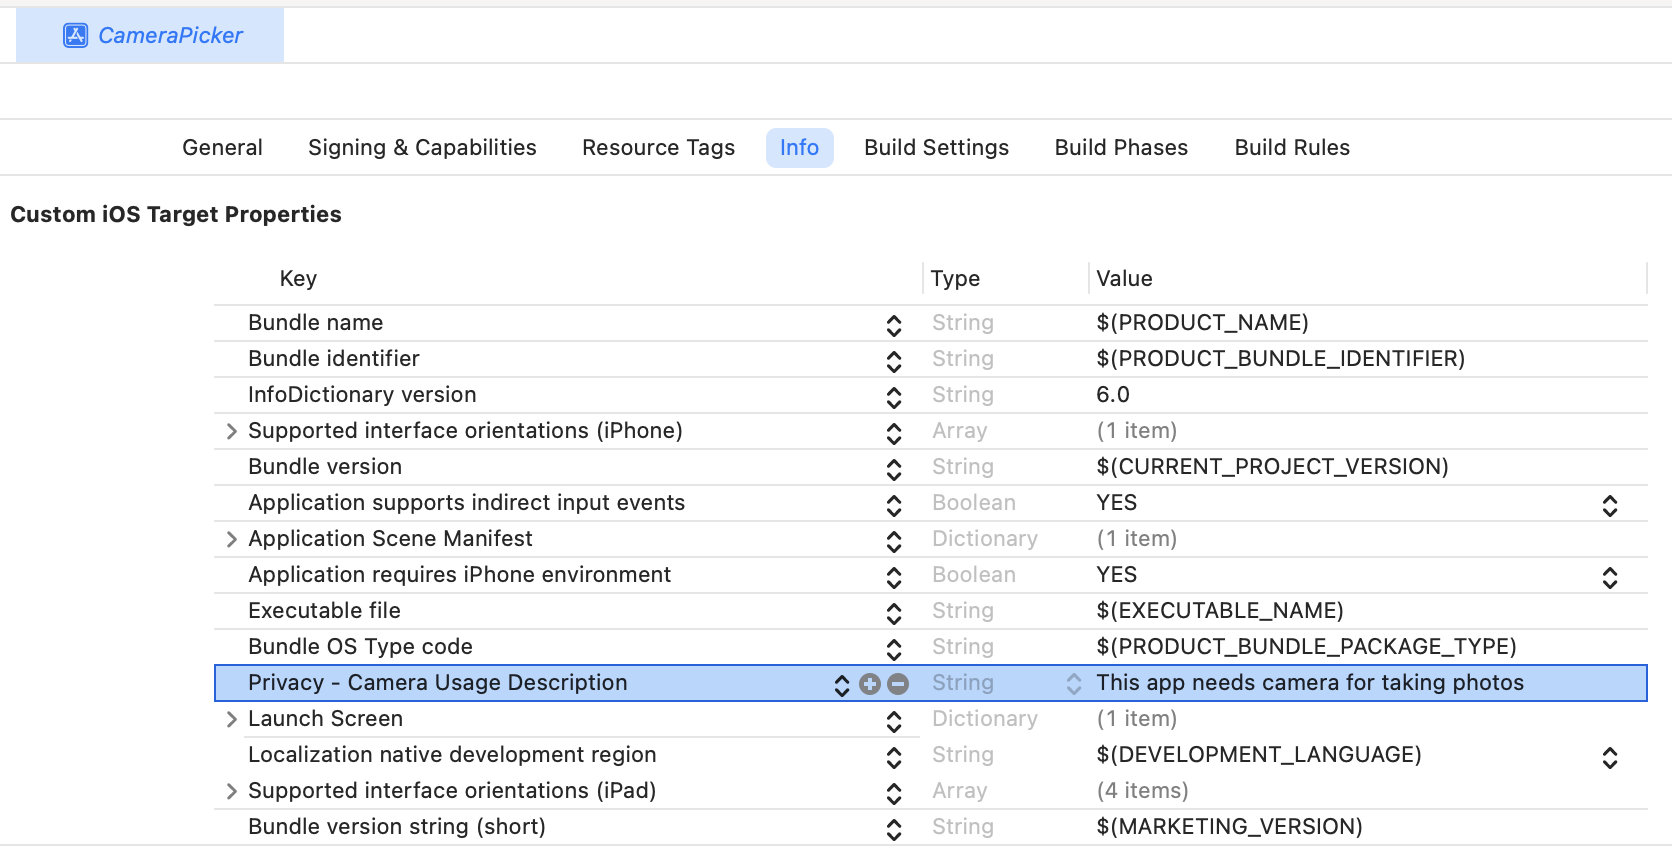 CameraPicker
General Signing & Capabilities Resource Tags Info Build Settings Build Phases Build Rules
Custom iOS Target Properties
Key Type Value
Bundle name String $(PRODUCT_NAME)
Bundle identifier String $(PRODUCT_BUNDLE_IDENTIFIER)
InfoDictionary version String 6.0
Supported interface orientations (iPhone) Array (1 item)
Bundle version String $(CURRENT_PROJECT_VERSION)
Application supports indirect input events Boolean YES
Application Scene Manifest Dictionary (1 item)
Application requires iPhone environment Boolean YES
Executable file String $(EXECUTABLE_NAME)
Bundle OS Type code String $(PRODUCT_BUNDLE_PACKAGE_TYPE)
Privacy - Camera Usage Description String This app needs camera for taking photos
Launch Screen Dictionary (1 item)
Localization native development region String $(DEVELOPMENT_LANGUAGE)
Supported interface orientations (iPad) Array (4 items)
Bundle version string (short) String $(MARKETING_VERSION)